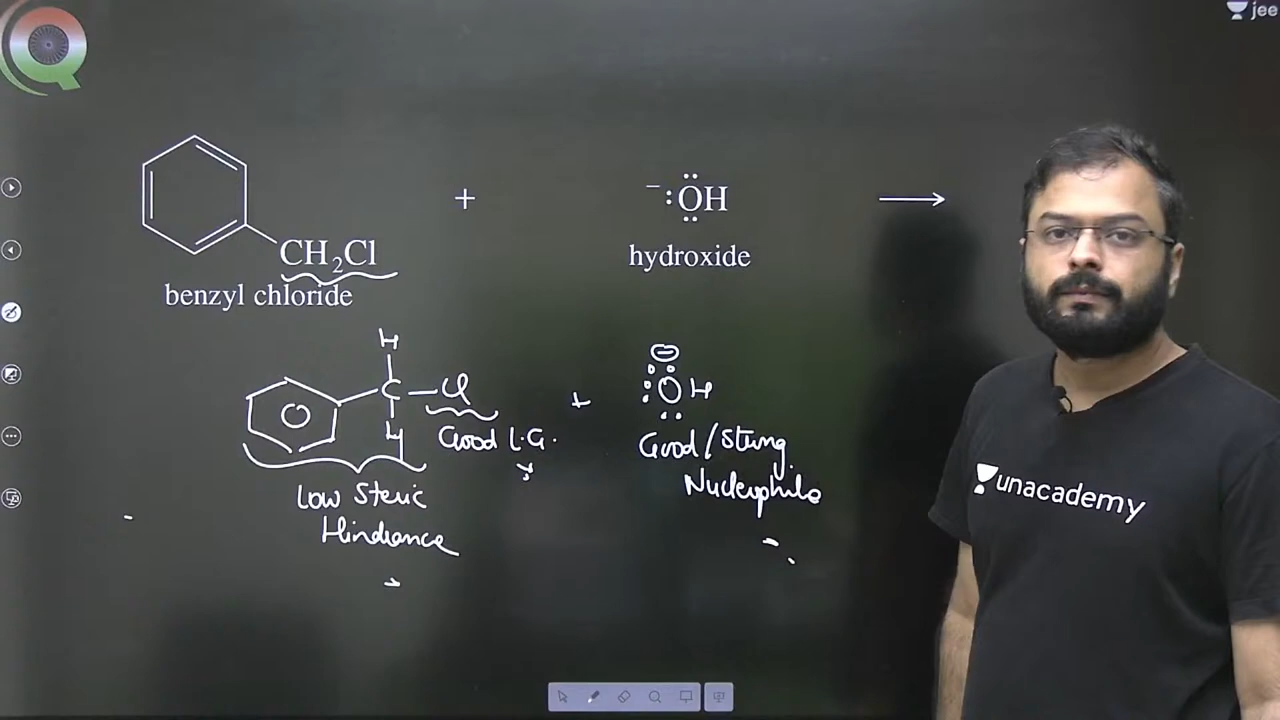 jee
CH₂Cl
+
⁻:ÖH
benzyl chloride
hydroxide
H
C
Cl
H
Good L.G.
+
⊖
OH
Good/Strong
Nucleophile
Low Steric
Hindrance
unacademy